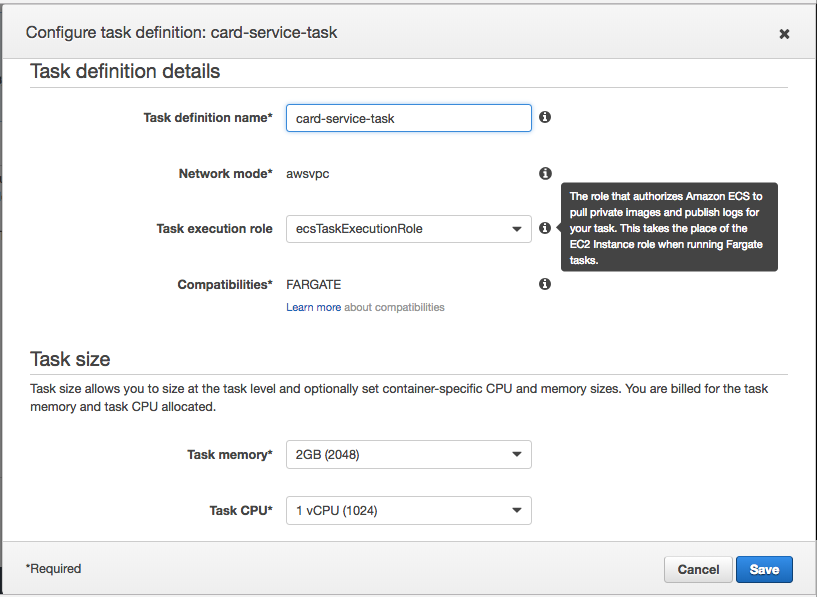 Configure task definition: card-service-task
Task definition details
Task definition name*
card-service-task
Network mode*
awsvpc
Task execution role
ecsTaskExecutionRole
The role that authorizes Amazon ECS to
pull private images and publish logs for
your task. This takes the place of the
EC2 Instance role when running Fargate
tasks.
Compatibilities*
FARGATE
Learn more about compatibilities
Task size
Task size allows you to size at the task level and optionally set container-specific CPU and memory sizes. You are billed for the task
memory and task CPU allocated.
Task memory*
2GB (2048)
Task CPU*
1 vCPU (1024)
*Required
Cancel
Save